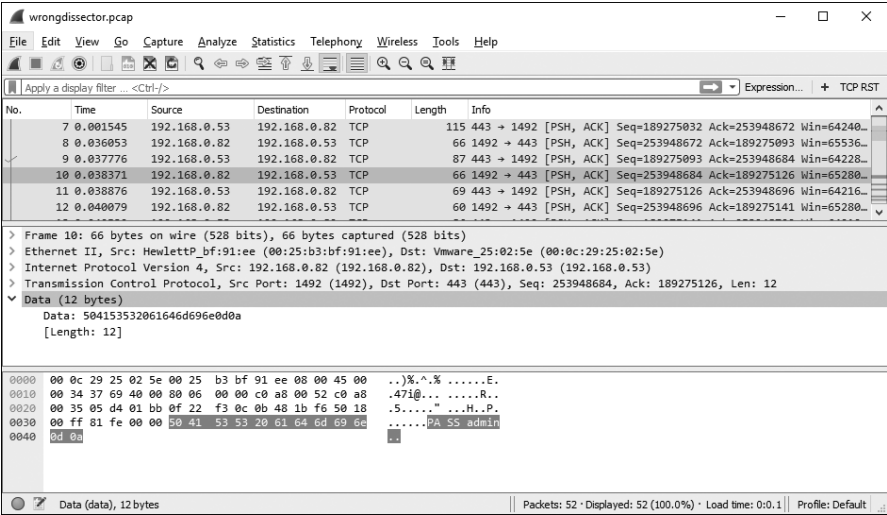 wrongdissector.pcap
File Edit View Go Capture Analyze Statistics Telephony Wireless Tools Help
Apply a display filter ... <Ctrl-/> Expression... + TCP RST
No. Time Source Destination Protocol Length Info
7 0.001545 192.168.0.53 192.168.0.82 TCP 115 443 → 1492 [PSH, ACK] Seq=189275032 Ack=253948672 Win=64240…
8 0.036053 192.168.0.82 192.168.0.53 TCP 66 1492 → 443 [PSH, ACK] Seq=253948672 Ack=189275093 Win=65536…
9 0.037776 192.168.0.53 192.168.0.82 TCP 87 443 → 1492 [PSH, ACK] Seq=189275093 Ack=253948684 Win=64228…
10 0.038371 192.168.0.82 192.168.0.53 TCP 66 1492 → 443 [PSH, ACK] Seq=253948684 Ack=189275126 Win=65280…
11 0.038876 192.168.0.53 192.168.0.82 TCP 69 443 → 1492 [PSH, ACK] Seq=189275126 Ack=253948696 Win=64216…
12 0.040079 192.168.0.82 192.168.0.53 TCP 60 1492 → 443 [PSH, ACK] Seq=253948696 Ack=189275141 Win=65280…
> Frame 10: 66 bytes on wire (528 bits), 66 bytes captured (528 bits)
> Ethernet II, Src: HewlettP_bf:91:ee (00:25:b3:bf:91:ee), Dst: Vmware_25:02:5e (00:0c:29:25:02:5e)
> Internet Protocol Version 4, Src: 192.168.0.82 (192.168.0.82), Dst: 192.168.0.53 (192.168.0.53)
> Transmission Control Protocol, Src Port: 1492 (1492), Dst Port: 443 (443), Seq: 253948684, Ack: 189275126, Len: 12
Data (12 bytes)
Data: 504153532061646d696e0d0a
[Length: 12]
0000 00 0c 29 25 02 5e 00 25 b3 bf 91 ee 08 00 45 00 ..)%.^.% ......E.
0010 00 34 37 69 40 00 80 06 00 00 c0 a8 00 52 c0 a8 .47i@... .....R..
0020 00 35 05 d4 01 bb 0f 22 f3 0c 0b 48 1b f6 50 18 .5....." ...H..P.
0030 00 ff 81 fe 00 00 50 41 53 53 20 61 64 6d 69 6e ......PA SS admin
0040 0d 0a ..
Data (data), 12 bytes Packets: 52 · Displayed: 52 (100.0%) · Load time: 0:0.1 Profile: Default